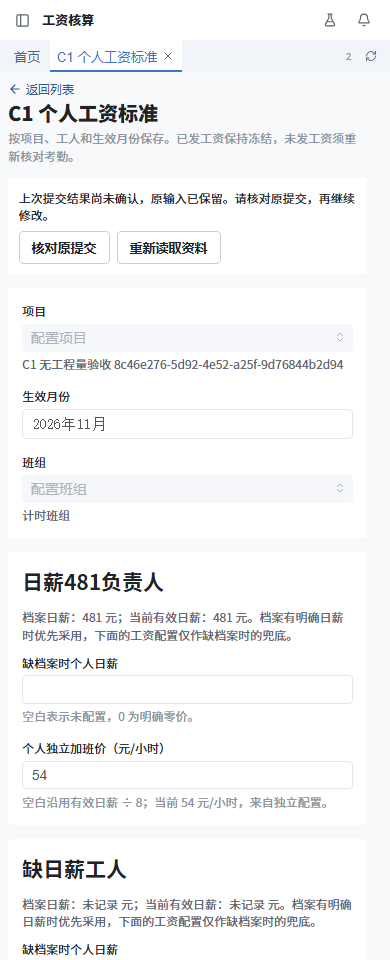 工资核算
首页
C1 个人工资标准
2
返回列表
C1 个人工资标准
按项目、工人和生效月份保存。已发工资保持冻结，未发工资须重
新核对考勤。
上次提交结果尚未确认，原输入已保留。请核对原提交，再继续
修改。
核对原提交
重新读取资料
项目
配置项目
C1 无工程量验收 8c46e276-5d92-4e52-a25f-9d76844b2d94
生效月份
2026年11月
班组
配置班组
计时班组
日薪481负责人
档案日薪：481 元；当前有效日薪：481 元。档案有明确日薪
时优先采用，下面的工资配置仅作缺档案时的兜底。
缺档案时个人日薪
空白表示未配置，0 为明确零价。
个人独立加班价（元/小时）
54
空白沿用有效日薪 ÷ 8；当前 54 元/小时，来自独立配置。
缺日薪工人
档案日薪：未记录 元；当前有效日薪：未记录 元。档案有明确
日薪时优先采用，下面的工资配置仅作缺档案时的兜底。
缺档案时个人日薪